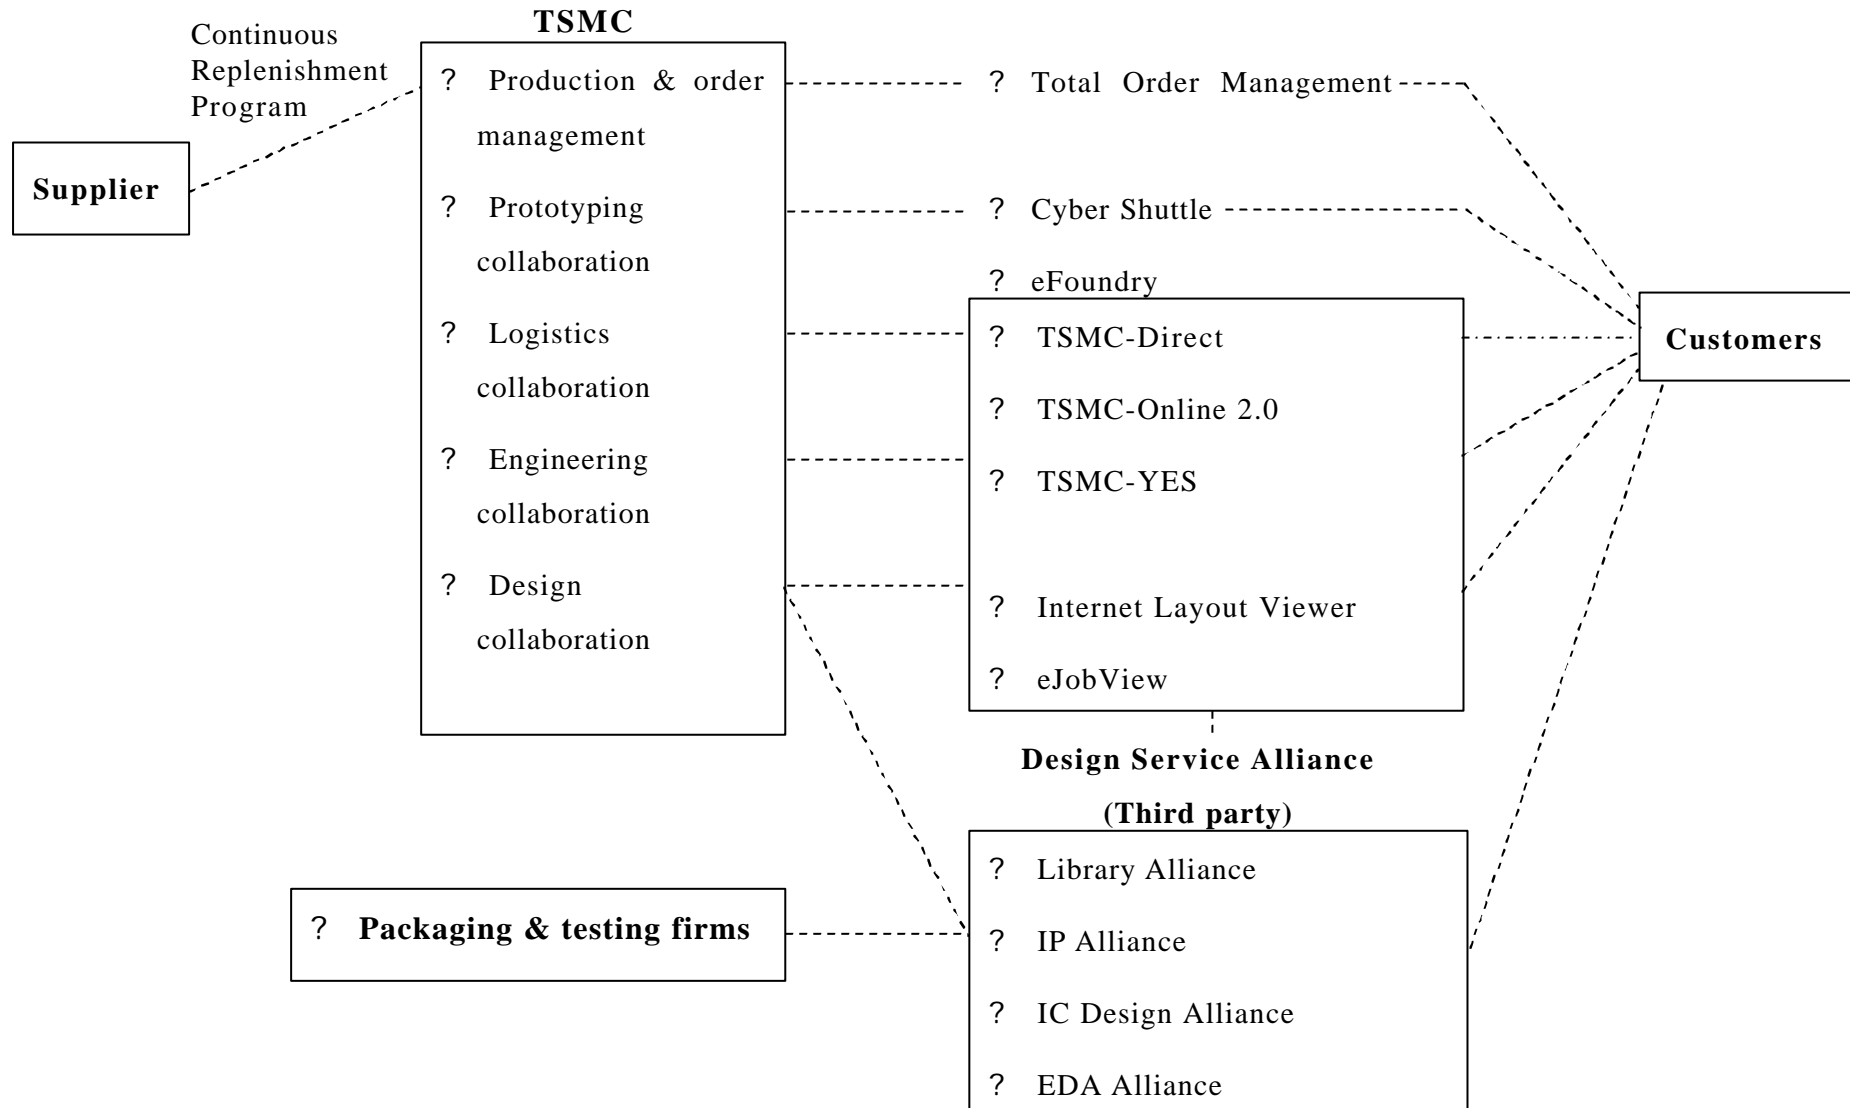 TSMC
Continuous
Replenishment
Program
Supplier
? Production & order
management
? Prototyping
collaboration
? Logistics
collaboration
? Engineering
collaboration
? Design
collaboration
? Total Order Management
? Cyber Shuttle
? eFoundry
? TSMC-Direct
? TSMC-Online 2.0
? TSMC-YES
? Internet Layout Viewer
? eJobView
Customers
Design Service Alliance
(Third party)
? Library Alliance
? IP Alliance
? IC Design Alliance
? EDA Alliance
? Packaging & testing firms